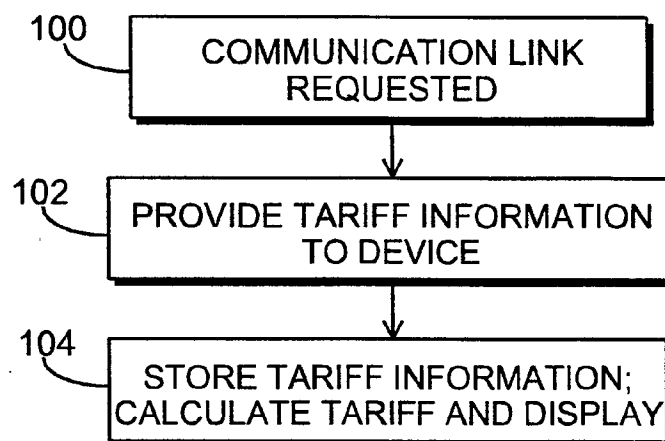 100
COMMUNICATION LINK
REQUESTED
102
PROVIDE TARIFF INFORMATION
TO DEVICE
104
STORE TARIFF INFORMATION;
CALCULATE TARIFF AND DISPLAY